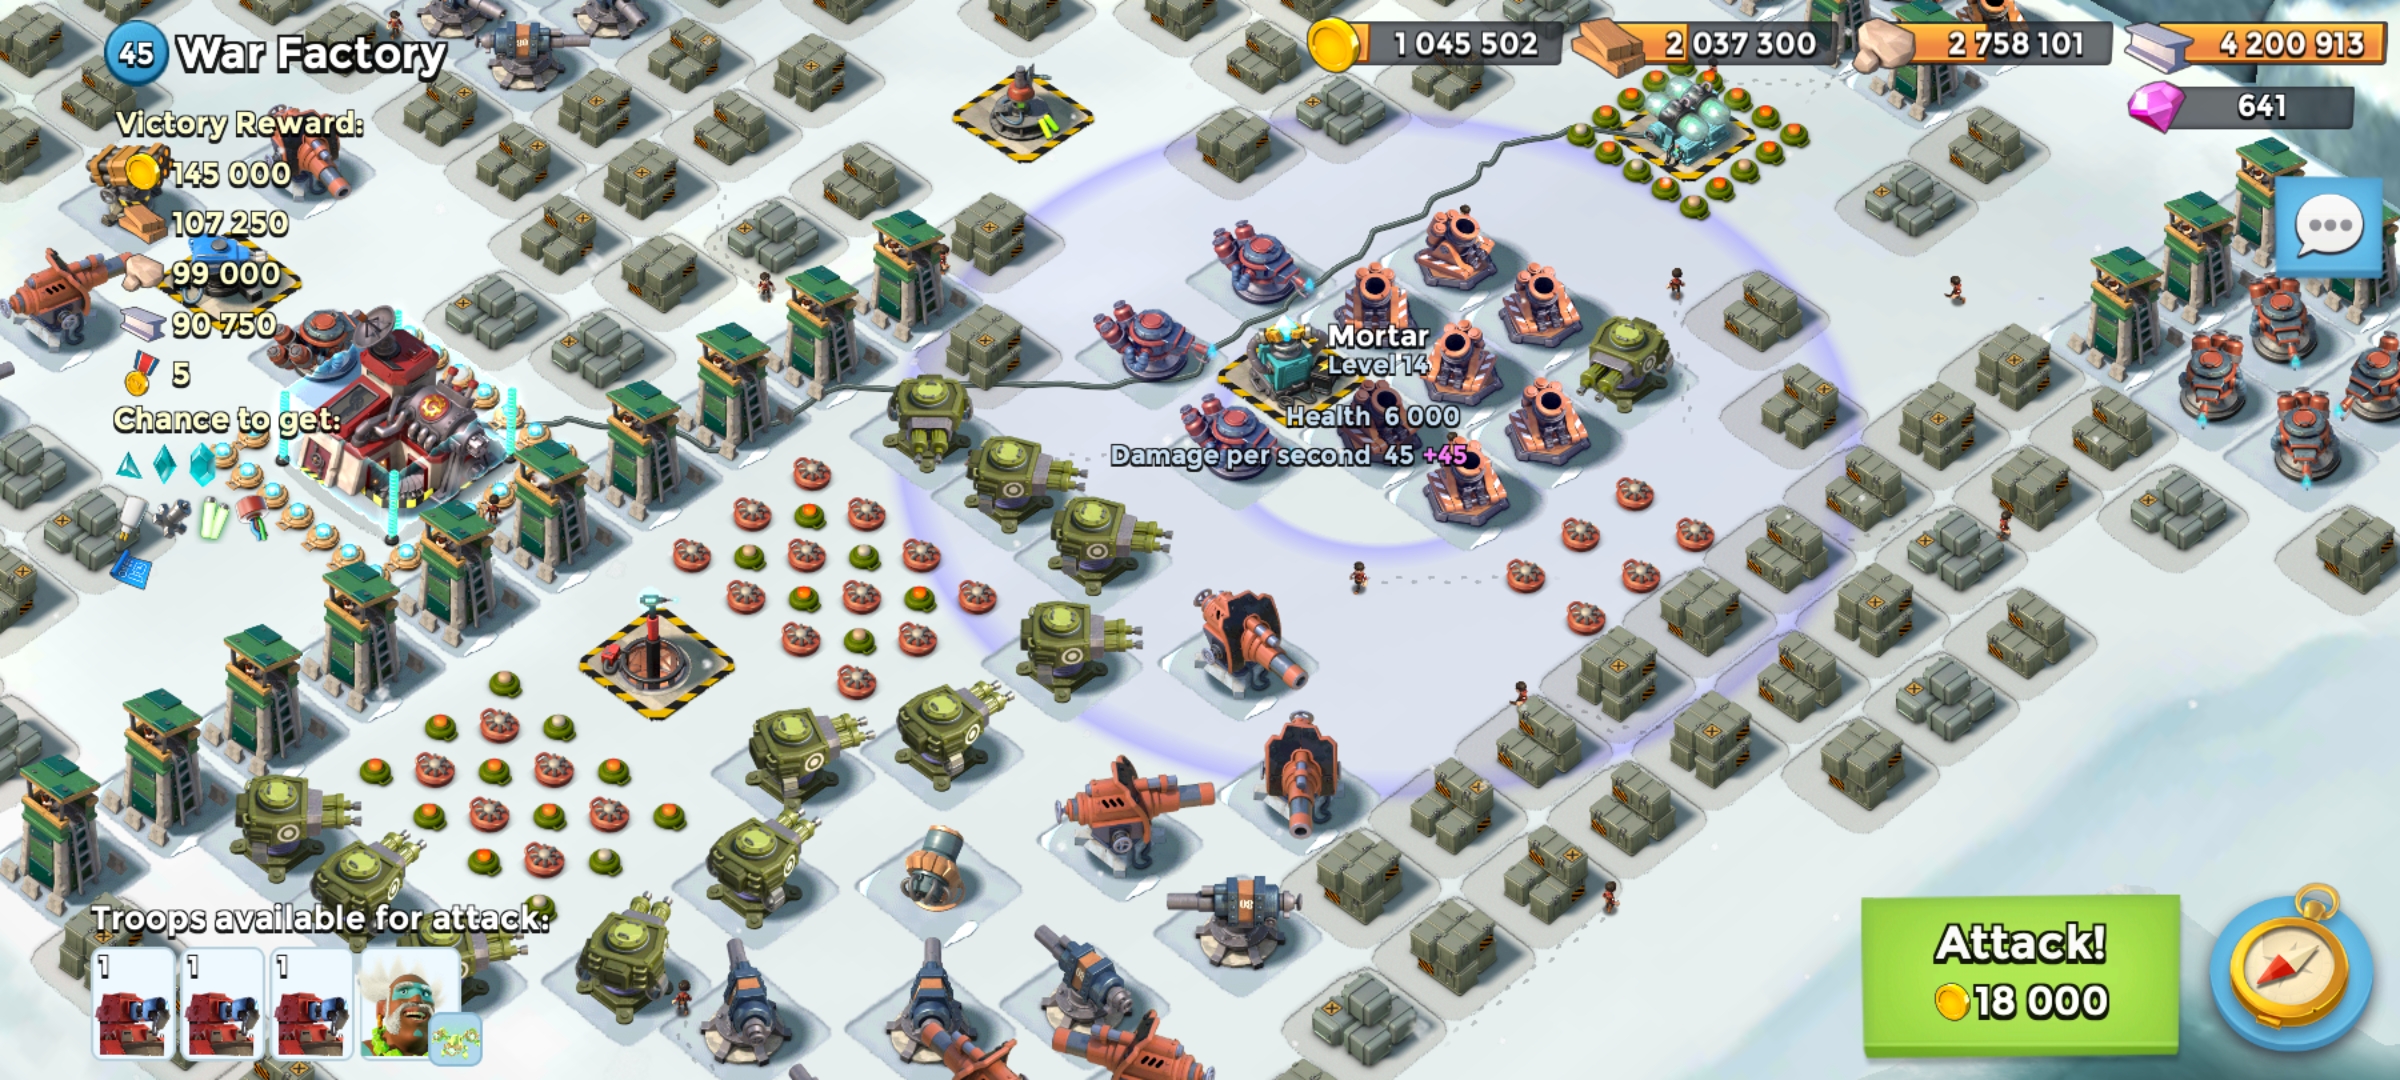 45 War Factory
1 045 502
2 037 300
2 758 101
4 200 913
641
Victory Reward:
145 000
107 250
99 000
90 750
5
Chance to get:
Mortar
Level 14
Health 6 000
Damage per second 45 +45
Troops available for attack:
1 1 1
Attack!
18 000